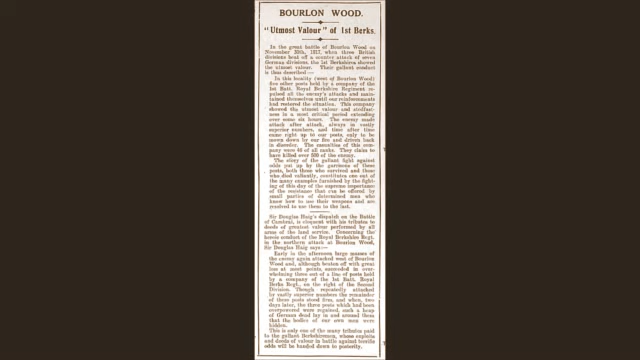 BOURLON WOOD.
"Utmost Valour" of 1st Berks.
In the great battle of Bourlon Wood on
November 30th, 1917, when three British
divisions beat off a counter attack of seven
German divisions, the 1st Berkshires showed
the utmost valour. Their gallant conduct
is thus described:—
In this locality (west of Bourlon Wood)
five other posts held by a company of the
1st Batt. Royal Berkshire Regiment re-
pulsed all the enemy's attacks and main-
tained themselves until our reinforcements
had restored the situation. This company
showed the utmost valour and steadfast-
ness in a most critical period extending
over some six hours. The enemy made
attack after attack, always in vastly
superior numbers, and time after time
came right up to our posts, only to be
mown down by our fire and driven back
in disorder. The casualties of this com-
pany were 46 of all ranks. They claim to
have killed over 500 of the enemy.
The story of the gallant fight against
odds put up by the garrisons of these
posts, both those who survived and those
who died valiantly, constitutes one out of
the many examples furnished by the fight-
ing of this day of the supreme importance
of the resistance that can be offered by
small parties of determined men who
know how to use their weapons and are
resolved to use them to the last.
Sir Douglas Haig's dispatch on the Battle
of Cambrai, is eloquent with his tributes to
deeds of greatest valour performed by all
arms of the land service. Concerning the
heroic conduct of the Royal Berkshire Regt.
in the northern attack at Bourlon Wood,
Sir Douglas Haig says:—
Early in the afternoon large masses of
the enemy again attacked west of Bourlon
Wood and, although beaten off with great
loss at most points, succeeded in over-
whelming three out of a line of posts held
by a company of the 1st Batt. Royal
Berks Regt., on the right of the Second
Division. Though repeatedly attacked
by vastly superior numbers the remainder
of these posts stood firm, and when, two
days later, the three posts which had been
overpowered were regained, such a heap
of German dead lay in and around them
that the bodies of our own men were
hidden.
This is only one of the many tributes paid
to the gallant Berkshiremen, whose exploits
and deeds of valour in battle against terrific
odds will be handed down to posterity.